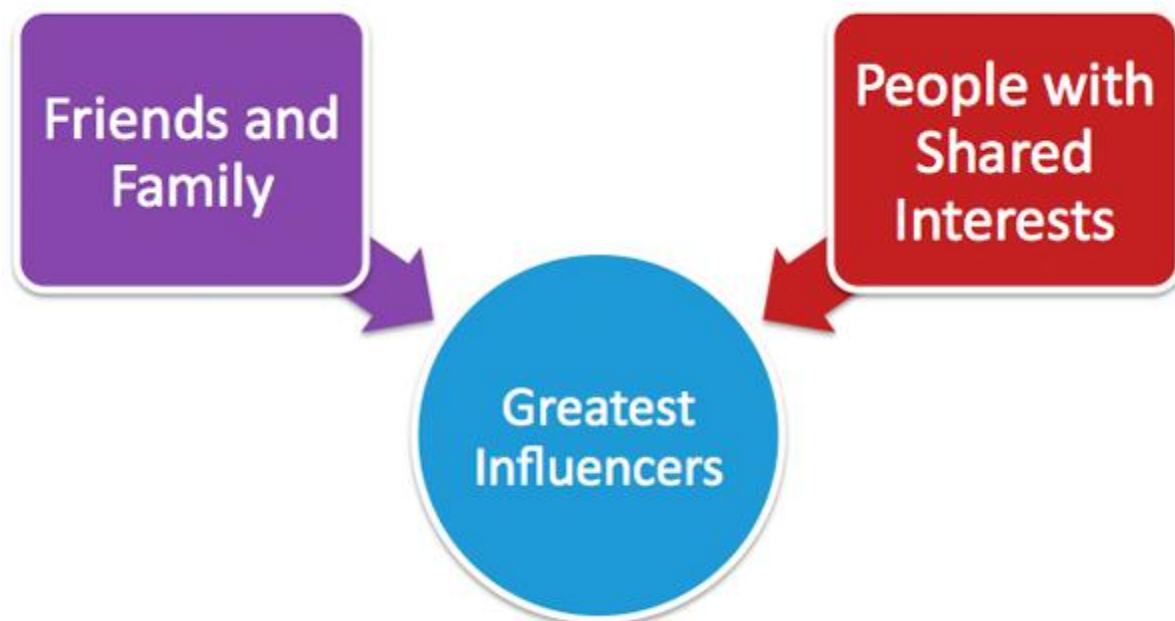 Friends and
Family
People with
Shared
Interests
Greatest
Influencers